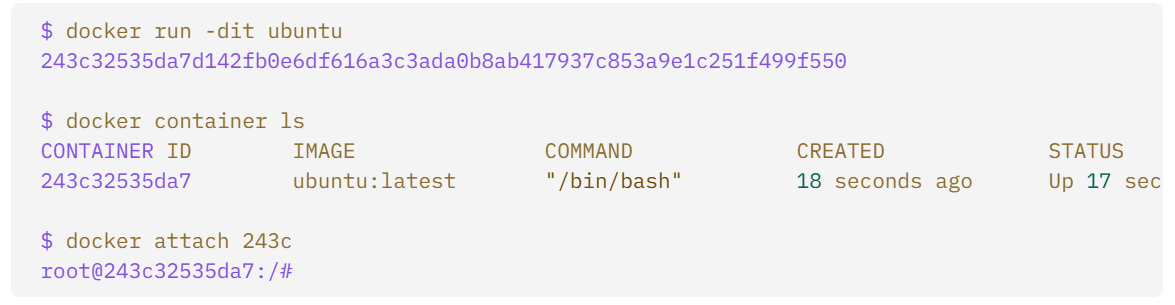 $ docker run -dit ubuntu
243c32535da7d142fb0e6df616a3c3ada0b8ab417937c853a9e1c251f499f550
$ docker container ls
CONTAINER ID        IMAGE               COMMAND             CREATED             STATUS
243c32535da7        ubuntu:latest       "/bin/bash"         18 seconds ago      Up 17 sec
$ docker attach 243c
root@243c32535da7:/#